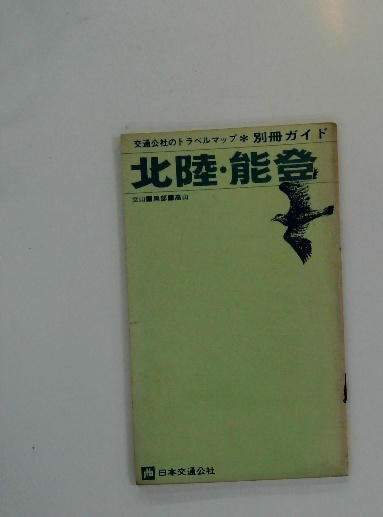 交通公社のトラベルマップ＊別冊ガイド
北陸・能登
立山■黒部■高山
jtb 日本交通公社